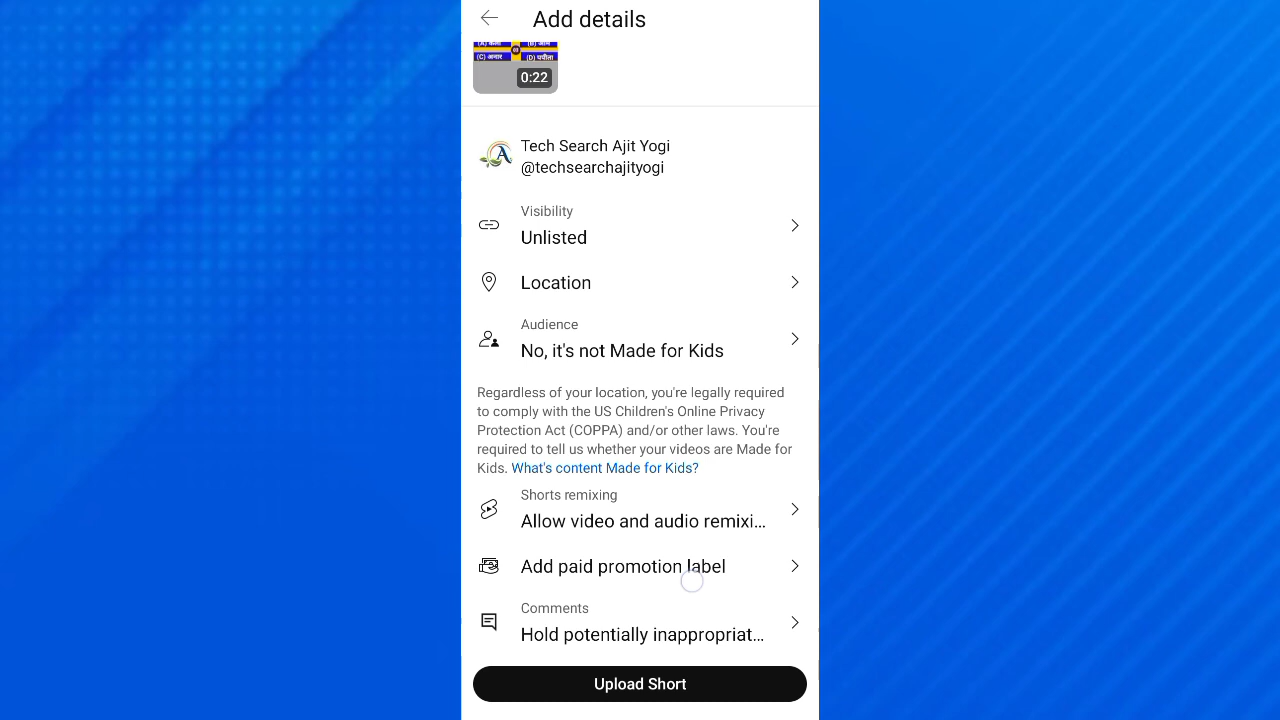 Add details
(C) अनार
(D) पपीता
0:22
Tech Search Ajit Yogi
@techsearchajityogi
Visibility
Unlisted
Location
Audience
No, it's not Made for Kids
Regardless of your location, you're legally required
to comply with the US Children's Online Privacy
Protection Act (COPPA) and/or other laws. You're
required to tell us whether your videos are Made for
Kids. What's content Made for Kids?
Shorts remixing
Allow video and audio remixi...
Add paid promotion label
Comments
Hold potentially inappropriat...
Upload Short